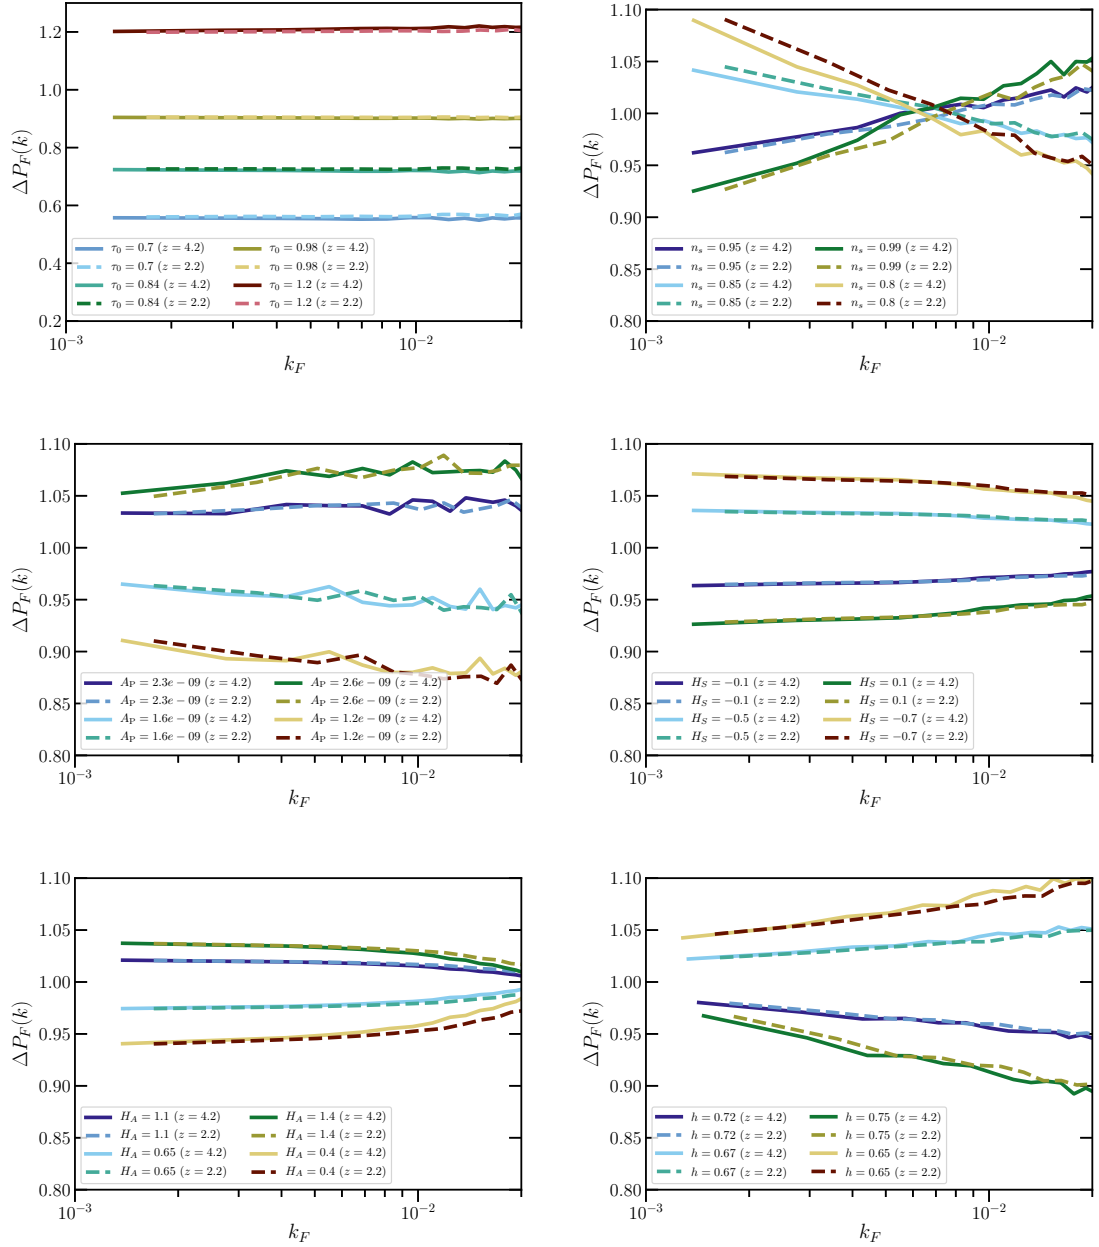 1.2
1.0
0.8
0.6
0.4
0.2
ΔP_F(k)
τ_0 = 0.7 (z = 4.2)
τ_0 = 0.7 (z = 2.2)
τ_0 = 0.84 (z = 4.2)
τ_0 = 0.84 (z = 2.2)
τ_0 = 0.98 (z = 4.2)
τ_0 = 0.98 (z = 2.2)
τ_0 = 1.2 (z = 4.2)
τ_0 = 1.2 (z = 2.2)
10^{-3}
10^{-2}
k_F
1.10
1.05
1.00
0.95
0.90
0.85
0.80
ΔP_F(k)
n_s = 0.95 (z = 4.2)
n_s = 0.95 (z = 2.2)
n_s = 0.85 (z = 4.2)
n_s = 0.85 (z = 2.2)
n_s = 0.99 (z = 4.2)
n_s = 0.99 (z = 2.2)
n_s = 0.8 (z = 4.2)
n_s = 0.8 (z = 2.2)
10^{-3}
10^{-2}
k_F
1.10
1.05
1.00
0.95
0.90
0.85
0.80
ΔP_F(k)
A_P = 2.3e−09 (z = 4.2)
A_P = 2.3e−09 (z = 2.2)
A_P = 1.6e−09 (z = 4.2)
A_P = 1.6e−09 (z = 2.2)
A_P = 2.6e−09 (z = 4.2)
A_P = 2.6e−09 (z = 2.2)
A_P = 1.2e−09 (z = 4.2)
A_P = 1.2e−09 (z = 2.2)
10^{-3}
10^{-2}
k_F
1.10
1.05
1.00
0.95
0.90
0.85
0.80
ΔP_F(k)
H_S = −0.1 (z = 4.2)
H_S = −0.1 (z = 2.2)
H_S = −0.5 (z = 4.2)
H_S = −0.5 (z = 2.2)
H_S = 0.1 (z = 4.2)
H_S = 0.1 (z = 2.2)
H_S = −0.7 (z = 4.2)
H_S = −0.7 (z = 2.2)
10^{-3}
10^{-2}
k_F
1.10
1.05
1.00
0.95
0.90
0.85
0.80
ΔP_F(k)
H_A = 1.1 (z = 4.2)
H_A = 1.1 (z = 2.2)
H_A = 0.65 (z = 4.2)
H_A = 0.65 (z = 2.2)
H_A = 1.4 (z = 4.2)
H_A = 1.4 (z = 2.2)
H_A = 0.4 (z = 4.2)
H_A = 0.4 (z = 2.2)
10^{-3}
10^{-2}
k_F
1.10
1.05
1.00
0.95
0.90
0.85
0.80
ΔP_F(k)
h = 0.72 (z = 4.2)
h = 0.72 (z = 2.2)
h = 0.67 (z = 4.2)
h = 0.67 (z = 2.2)
h = 0.75 (z = 4.2)
h = 0.75 (z = 2.2)
h = 0.65 (z = 4.2)
h = 0.65 (z = 2.2)
10^{-3}
10^{-2}
k_F